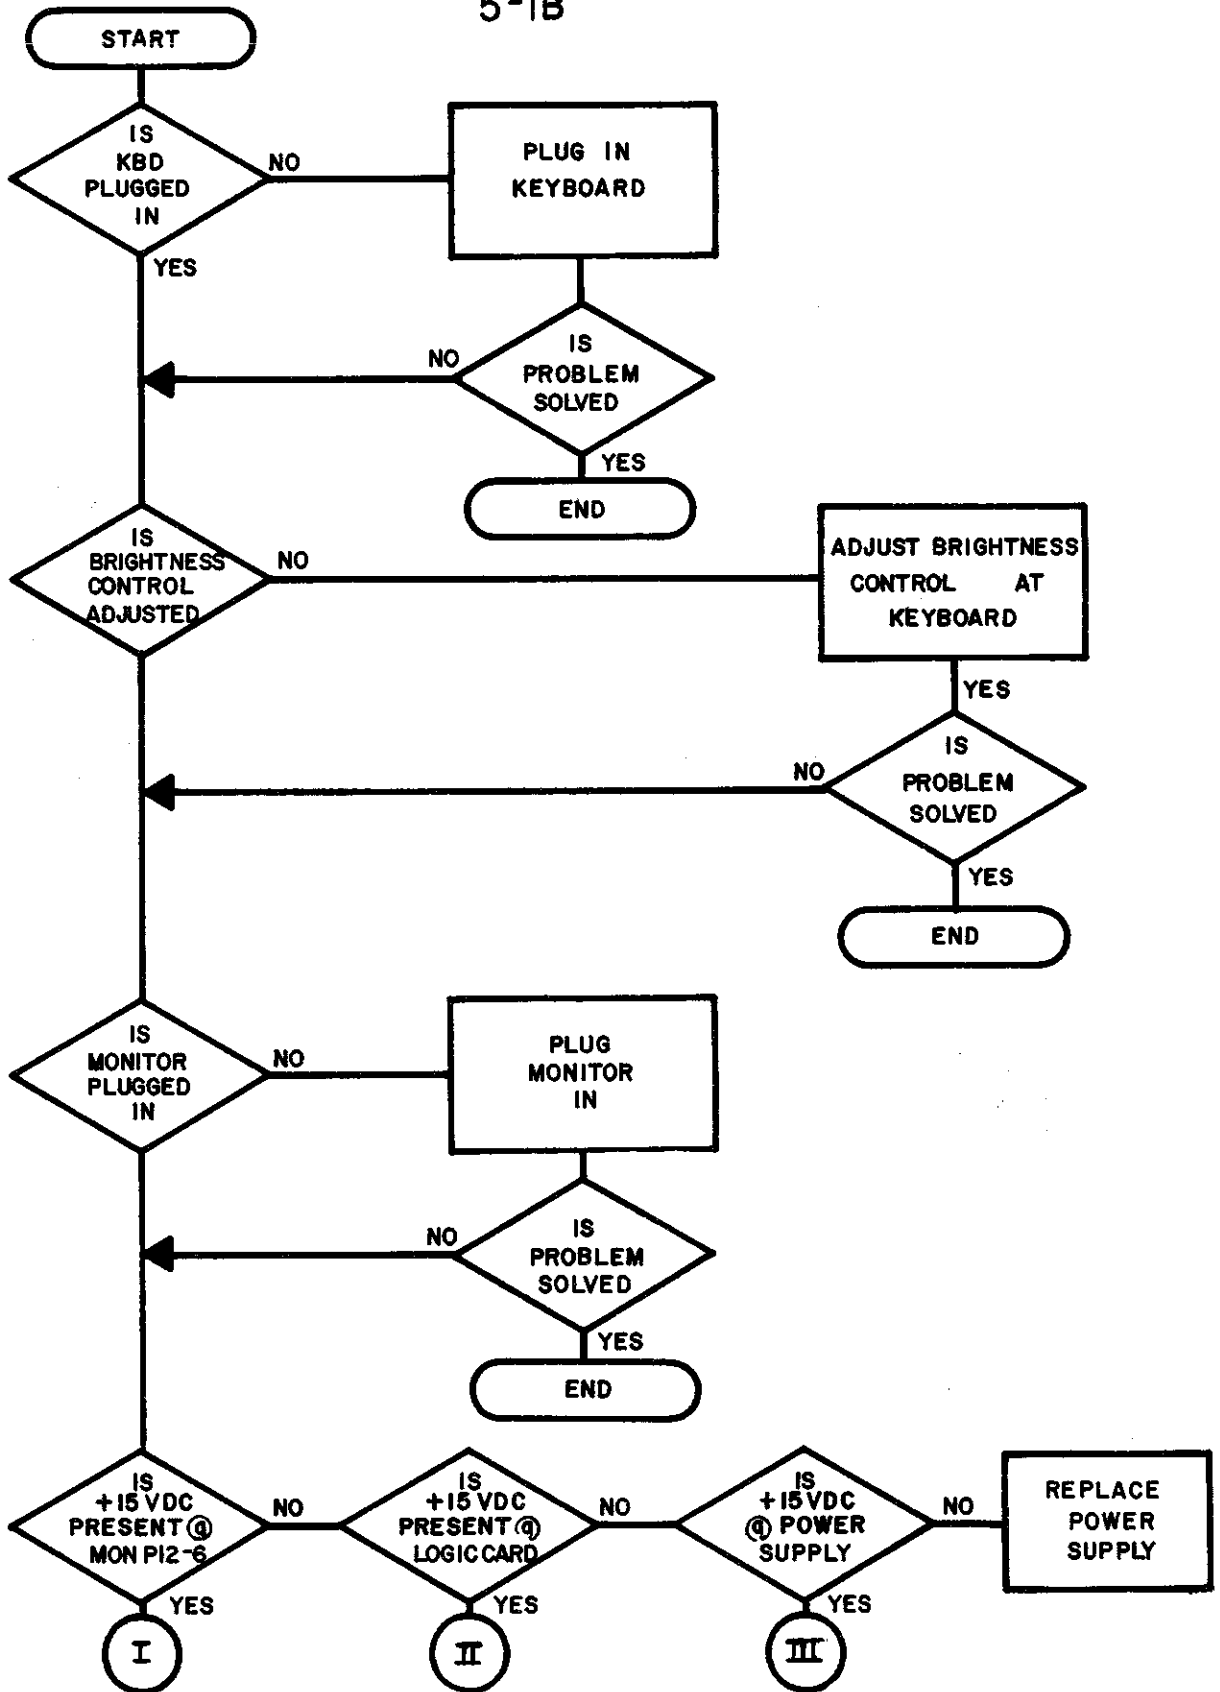 5-1B
START
IS
KBD
PLUGGED
IN
NO
YES
PLUG IN
KEYBOARD
IS
PROBLEM
SOLVED
NO
YES
END
IS
BRIGHTNESS
CONTROL
ADJUSTED
NO
ADJUST BRIGHTNESS
CONTROL AT
KEYBOARD
YES
IS
PROBLEM
SOLVED
NO
YES
END
IS
MONITOR
PLUGGED
IN
NO
PLUG
MONITOR
IN
IS
PROBLEM
SOLVED
NO
YES
END
IS
+15 VDC
PRESENT @
MON P12-6
NO
YES
I
IS
+15 VDC
PRESENT @
LOGIC CARD
NO
YES
II
IS
+15 VDC
@ POWER
SUPPLY
NO
YES
III
REPLACE
POWER
SUPPLY